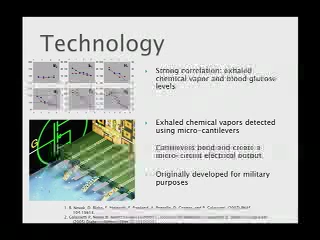 Technology
Strong correlation: exhaled
chemical vapor and blood glucose
levels
Exhaled chemical vapors detected
using micro-cantilevers
Cantilevers bend and create a
micro-circuit electrical output.
Originally developed for military
purposes